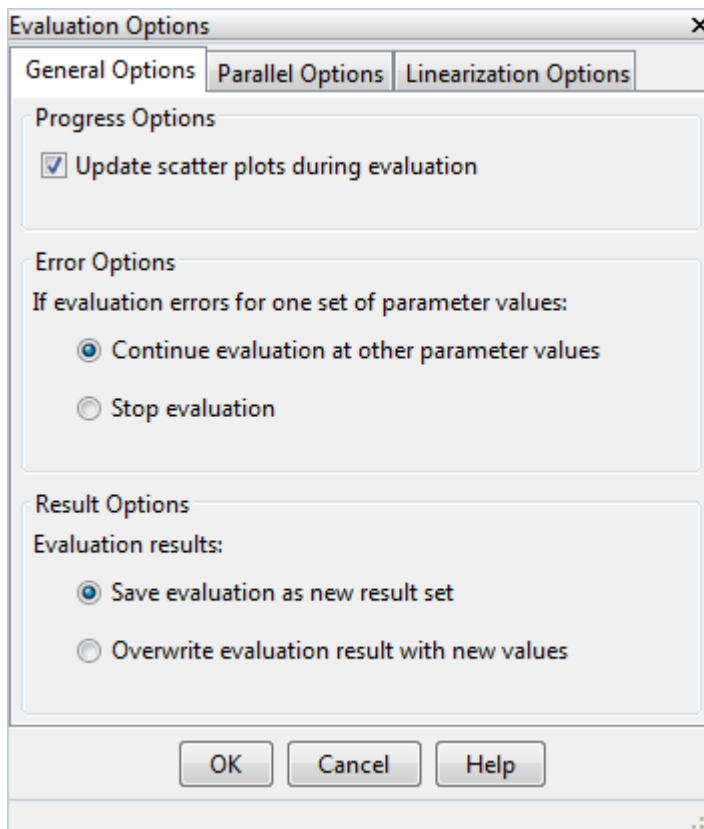 Evaluation Options
General Options Parallel Options Linearization Options
Progress Options
Update scatter plots during evaluation
Error Options
If evaluation errors for one set of parameter values:
Continue evaluation at other parameter values
Stop evaluation
Result Options
Evaluation results:
Save evaluation as new result set
Overwrite evaluation result with new values
OK Cancel Help